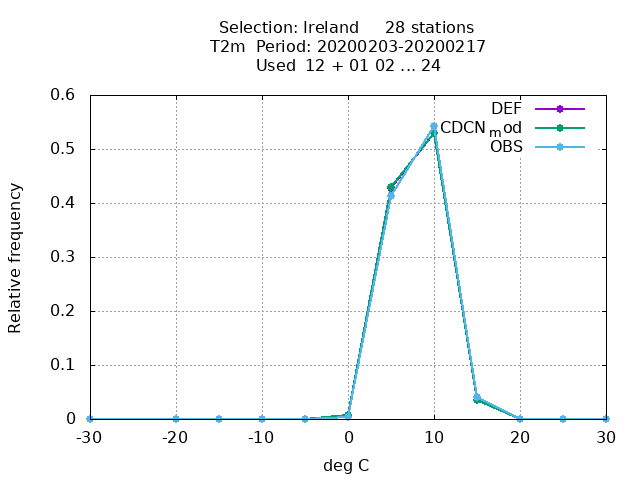 Selection: Ireland     28 stations
T2m  Period: 20200203-20200217
Used  12 + 01 02 ... 24
DEF
CDCN_mod
OBS
0.6
0.5
0.4
0.3
0.2
0.1
0
-30 -20 -10 0 10 20 30
deg C
Relative frequency